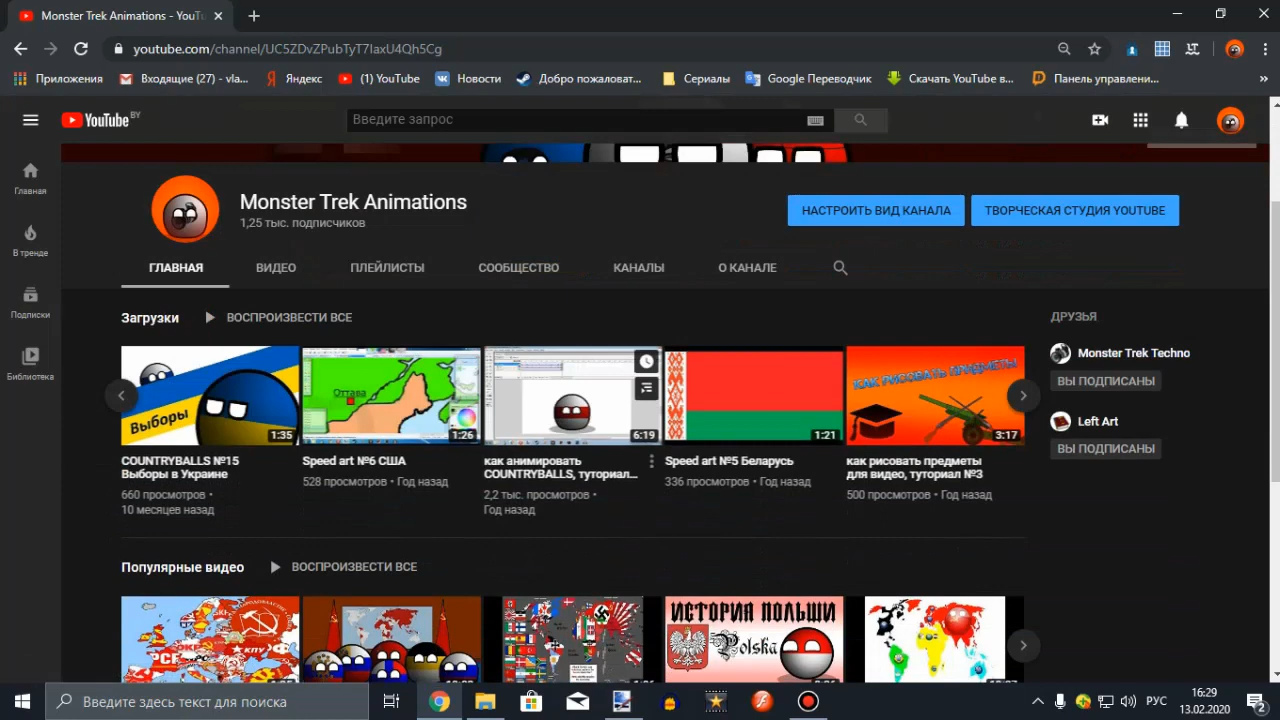 Monster Trek Animations - YouTu
youtube.com/channel/UC5ZDvZPubTyT7IaxU4Qh5Cg
Приложения
Входящие (27) - vla...
Яндекс
(1) YouTube
Новости
Добро пожаловат...
Сериалы
Google Переводчик
Скачать YouTube в...
Панель управлени...
YouTube BY
Введите запрос
Главная
В тренде
Подписки
Библиотека
Monster Trek Animations
1,25 тыс. подписчиков
НАСТРОИТЬ ВИД КАНАЛА
ТВОРЧЕСКАЯ СТУДИЯ YOUTUBE
ГЛАВНАЯ
ВИДЕО
ПЛЕЙЛИСТЫ
СООБЩЕСТВО
КАНАЛЫ
О КАНАЛЕ
Загрузки
ВОСПРОИЗВЕСТИ ВСЕ
Выборы
1:35
COUNTRYBALLS №15
Выборы в Украине
660 просмотров •
10 месяцев назад
Оттава
1:26
Speed art №6 США
528 просмотров • Год назад
6:19
как анимировать
COUNTRYBALLS, туториал...
2,2 тыс. просмотров •
Год назад
1:21
Speed art №5 Беларусь
336 просмотров • Год назад
КАК РИСОВАТЬ ПРЕДМЕТЫ
3:17
как рисовать предметы
для видео, туториал №3
500 просмотров • Год назад
ДРУЗЬЯ
Monster Trek Techno
ВЫ ПОДПИСАНЫ
Left Art
ВЫ ПОДПИСАНЫ
Популярные видео
ВОСПРОИЗВЕСТИ ВСЕ
КПУ
ИСТОРИЯ ПОЛЬШИ
Polska
Введите здесь текст для поиска
РУС
16:29
13.02.2020
2